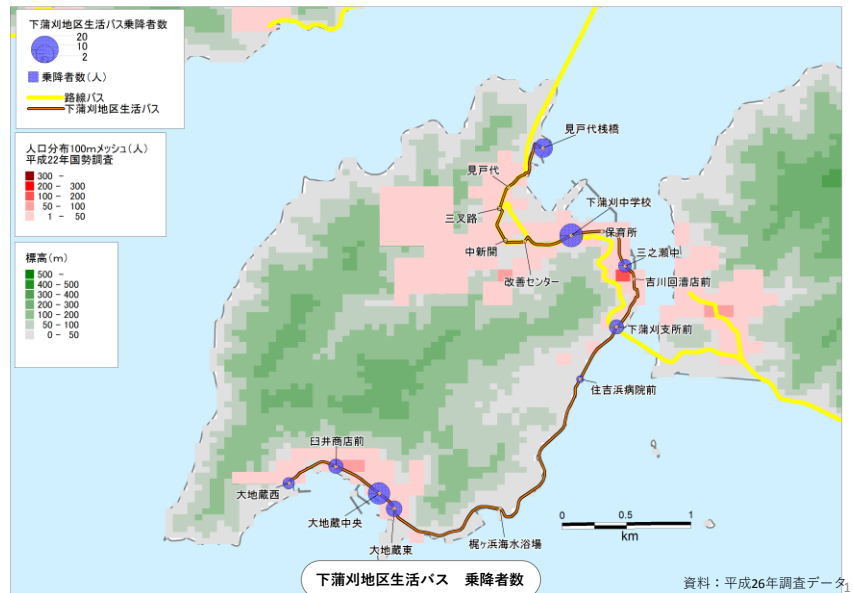 下蒲刈地区生活バス乗降者数
20
10
2
乗降者数(人)
路線バス
下蒲刈地区生活バス
人口分布100mメッシュ(人)
平成22年国勢調査
300 -
200 - 300
100 - 200
50 - 100
1 - 50
標高(m)
500 -
400 - 500
300 - 400
200 - 300
100 - 200
50 - 100
0 - 50
見戸代桟橋
見戸代
三叉路
中新開
改善センター
下蒲刈中学校
保育所
三之瀬中
吉川回漕店前
下蒲刈支所前
住吉浜病院前
臼井商店前
大地蔵西
大地蔵中央
大地蔵東
梶ヶ浜海水浴場
0 0.5 1
km
下蒲刈地区生活バス 乗降者数
資料：平成26年調査データ
1